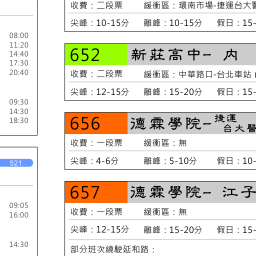 08:00
11:20
14:40
17:30
20:40
09:30
14:30
18:30
521
09:05
16:00
14:30
收費：二段票 緩衝區：環南市場-捷運台大醫
尖峰：10-15分 離峰：10-15分 假日：15-
652 新莊高中- 內
收費：二段票 緩衝區：中華路口-台北車站
尖峰：12-15分 離峰：15-20分 假日：15-
656 德霖學院- 捷運
台大醫
收費：一段票 緩衝區：無
尖峰：4-6分 離峰：5-10分 假日：10-
657 德霖學院- 江子
收費：一段票 緩衝區：無
尖峰：12-15分 離峰：15-20分 假日：15-
部分班次繞駛延和路：